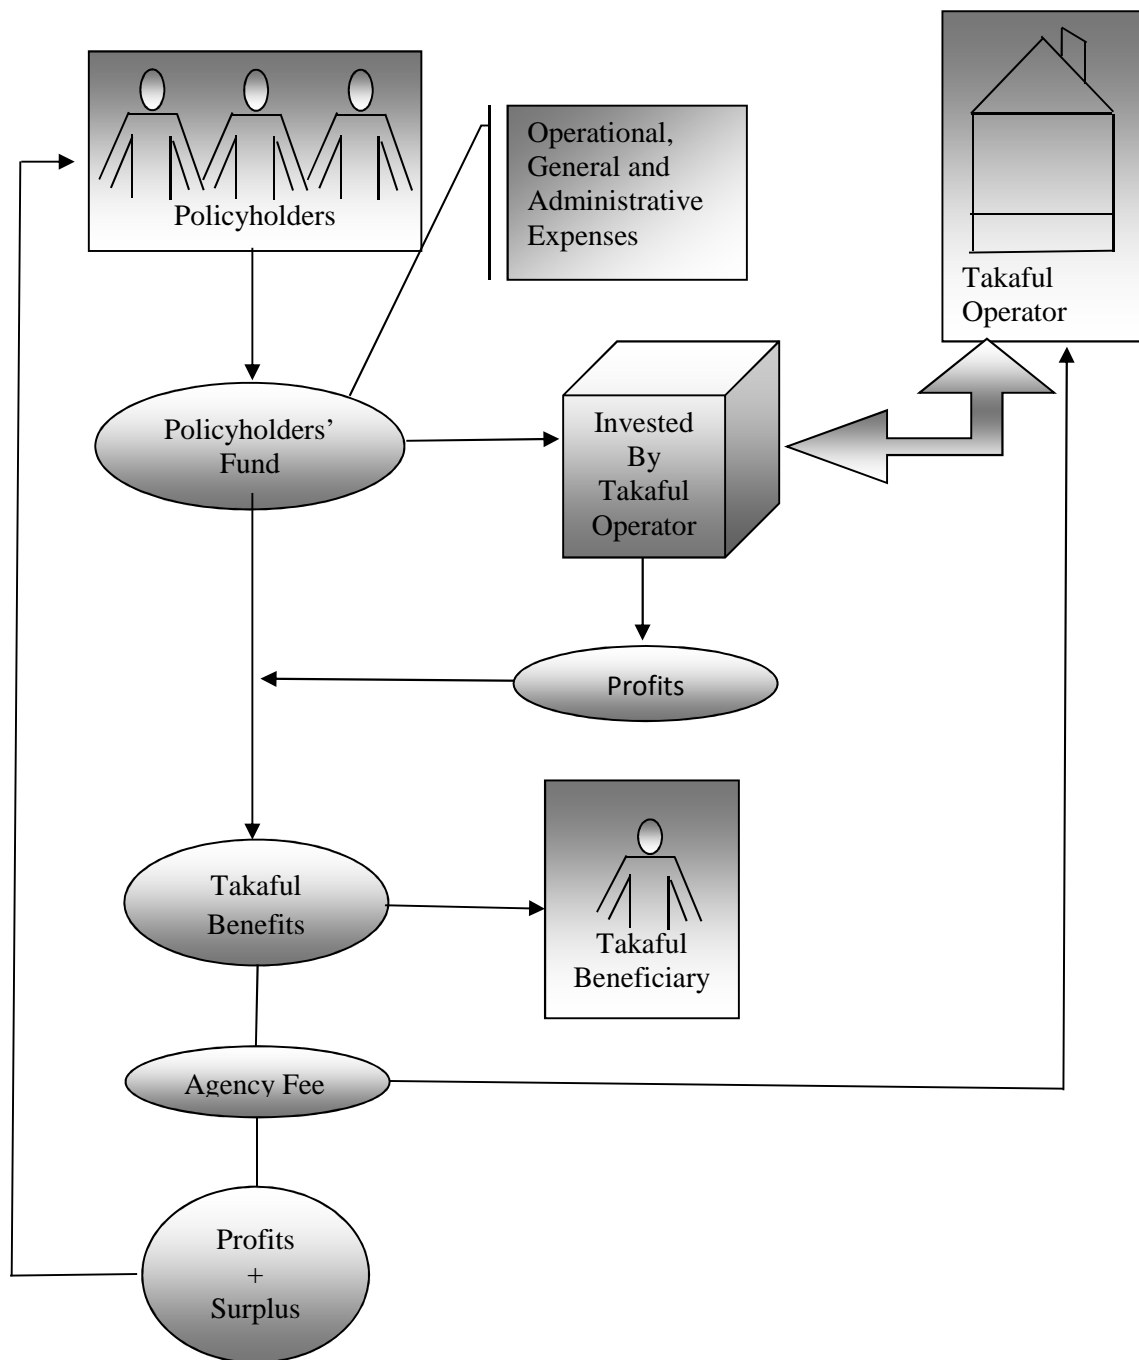 Policyholders
Operational,
General and
Administrative
Expenses
Takaful
Operator
Policyholders’
Fund
Invested
By
Takaful
Operator
Profits
Takaful
Benefits
Takaful
Beneficiary
Agency Fee
Profits
+
Surplus